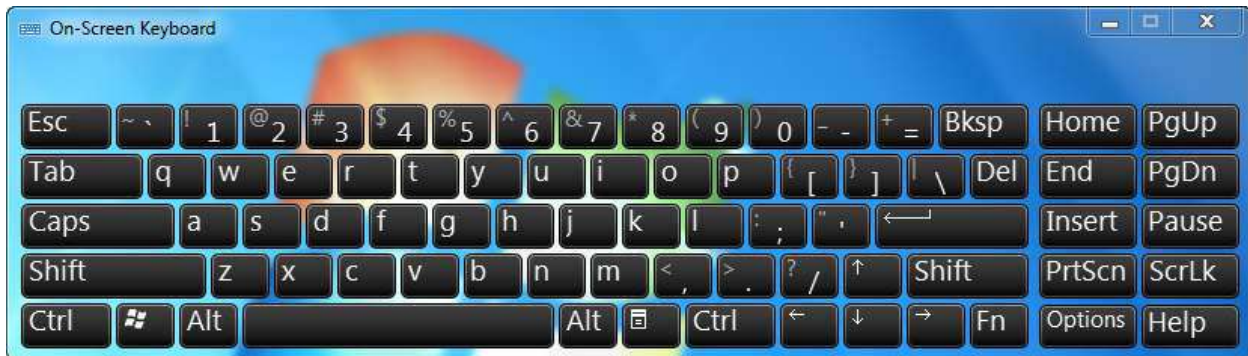 On-Screen Keyboard
Esc ~ ` ! 1 @ 2 # 3 $ 4 % 5 ^ 6 & 7 * 8 ( 9 ) 0 _ - + = Bksp Home PgUp
Tab q w e r t y u i o p { [ } ] | \ Del End PgDn
Caps a s d f g h j k l : ; " ' Insert Pause
Shift z x c v b n m < , > . ? / ↑ Shift PrtScn ScrLk
Ctrl Alt Alt Ctrl ← ↓ → Fn Options Help